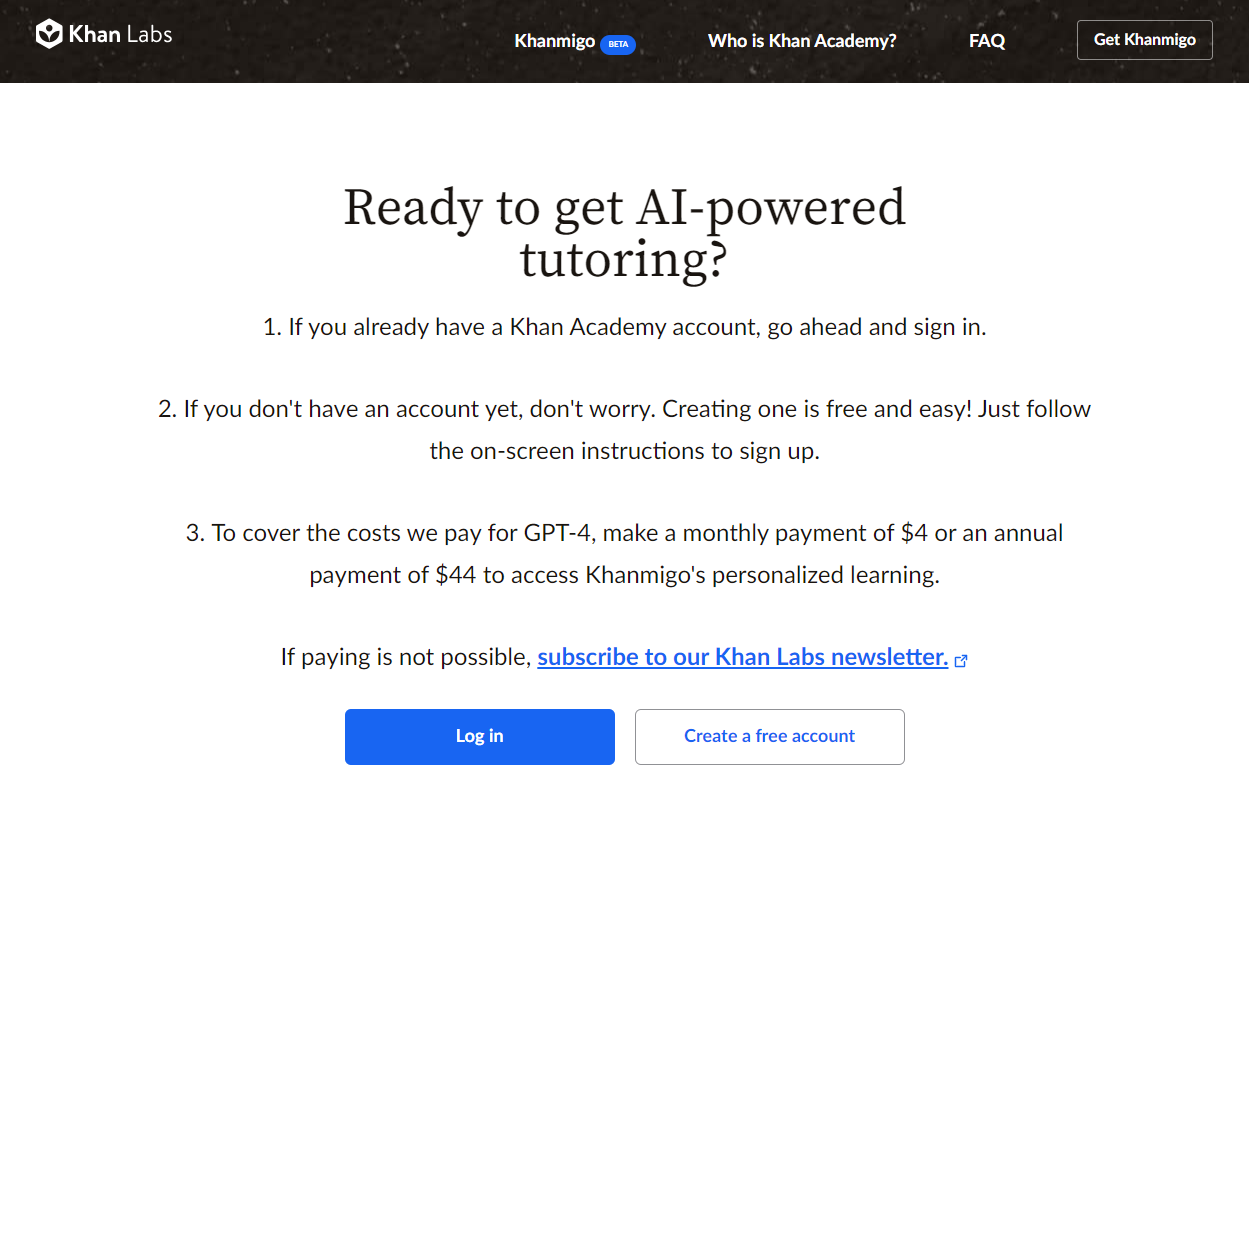 Khan Labs
Khanmigo BETA
Who is Khan Academy?
FAQ
Get Khanmigo
Ready to get AI-powered
tutoring?
1. If you already have a Khan Academy account, go ahead and sign in.
2. If you don't have an account yet, don't worry. Creating one is free and easy! Just follow
the on-screen instructions to sign up.
3. To cover the costs we pay for GPT-4, make a monthly payment of $4 or an annual
payment of $44 to access Khanmigo's personalized learning.
If paying is not possible, subscribe to our Khan Labs newsletter.
Log in
Create a free account